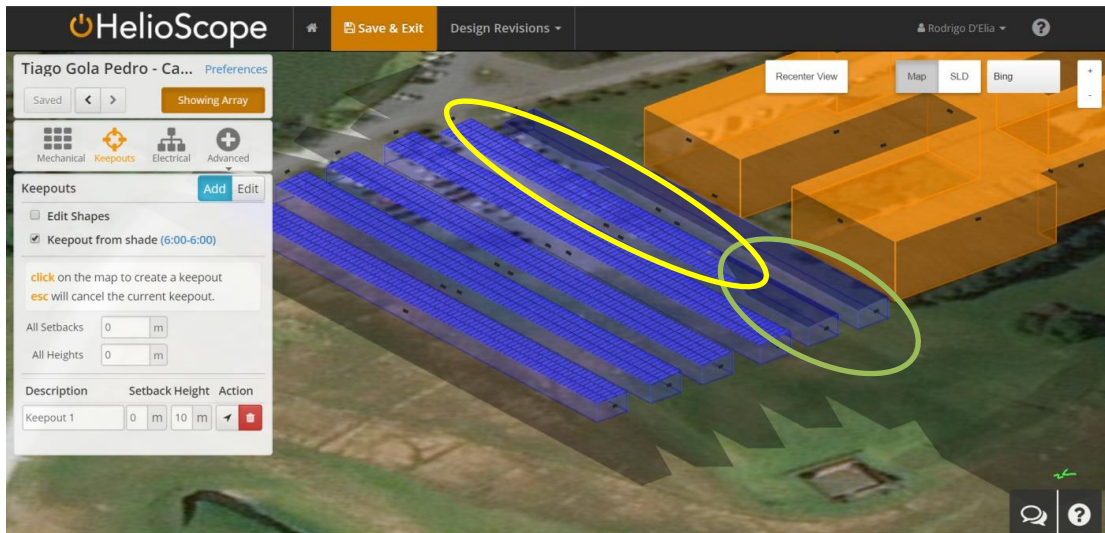 HelioScope
Save & Exit
Design Revisions
Rodrigo D'Elia
?
Tiago Gola Pedro - Ca... Preferences
Saved < > Showing Array
Mechanical Keepouts Electrical Advanced
Keepouts Add Edit
Edit Shapes
Keepout from shade (6:00-6:00)
click on the map to create a keepout
esc will cancel the current keepout.
All Setbacks 0 m
All Heights 0 m
Description Setback Height Action
Keepout 1 0 m 10 m
Recenter View
Map SLD Bing
+
-
?